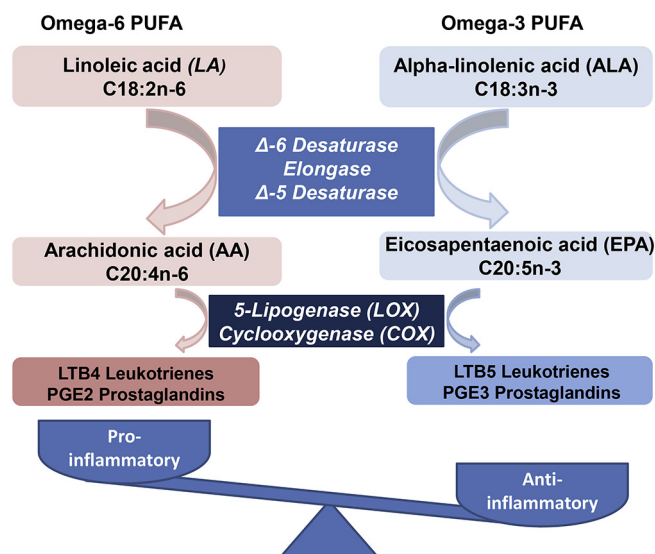 Omega-6 PUFA
Omega-3 PUFA
Linoleic acid (LA)
C18:2n-6
Alpha-linolenic acid (ALA)
C18:3n-3
Δ-6 Desaturase
Elongase
Δ-5 Desaturase
Arachidonic acid (AA)
C20:4n-6
Eicosapentaenoic acid (EPA)
C20:5n-3
5-Lipogenase (LOX)
Cyclooxygenase (COX)
LTB4 Leukotrienes
PGE2 Prostaglandins
LTB5 Leukotrienes
PGE3 Prostaglandins
Pro-
inflammatory
Anti-
inflammatory